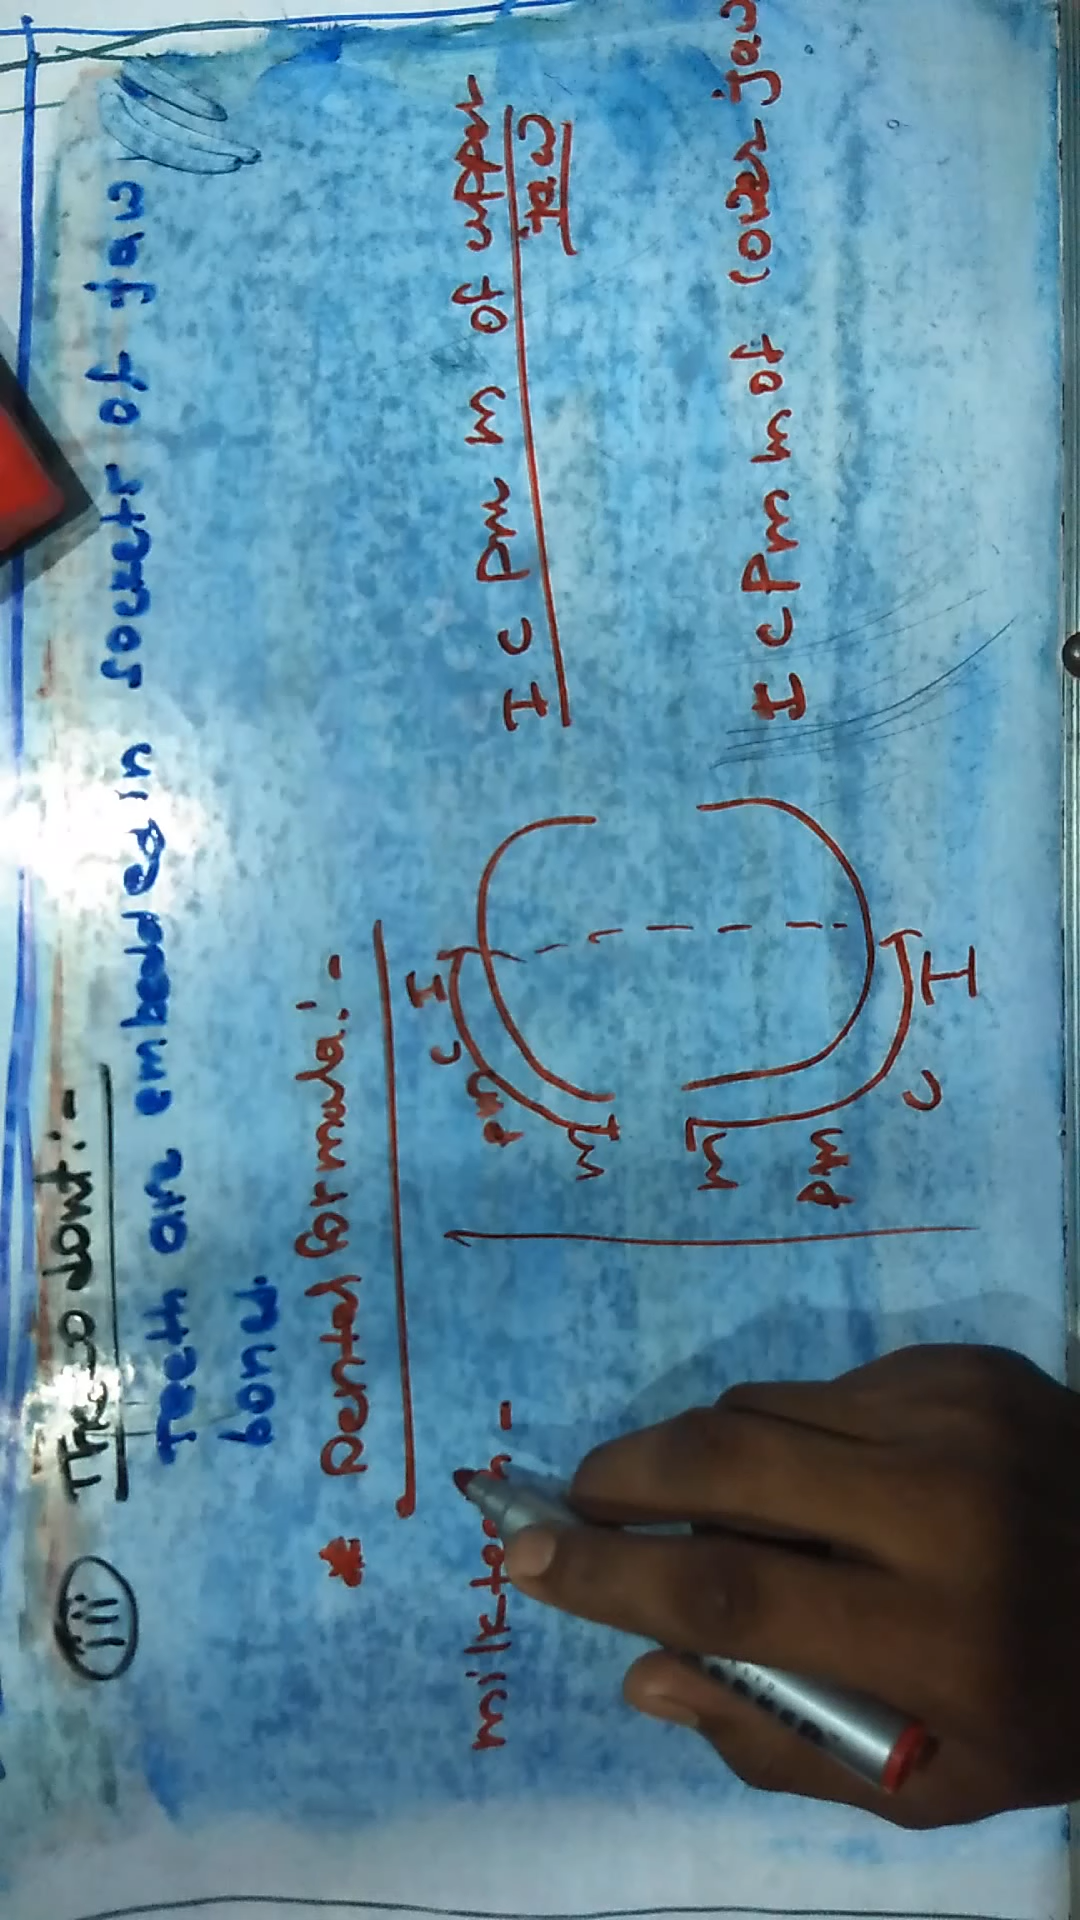 iii Thecodont:-
Teeth are embedded in sockets of jaw
bone.
* Dental formula:-
I C Pm m of upper
jaw
I C Pm m of lower jaw
I
C
Pm
m
m
Pm
C
I
milk teeth -